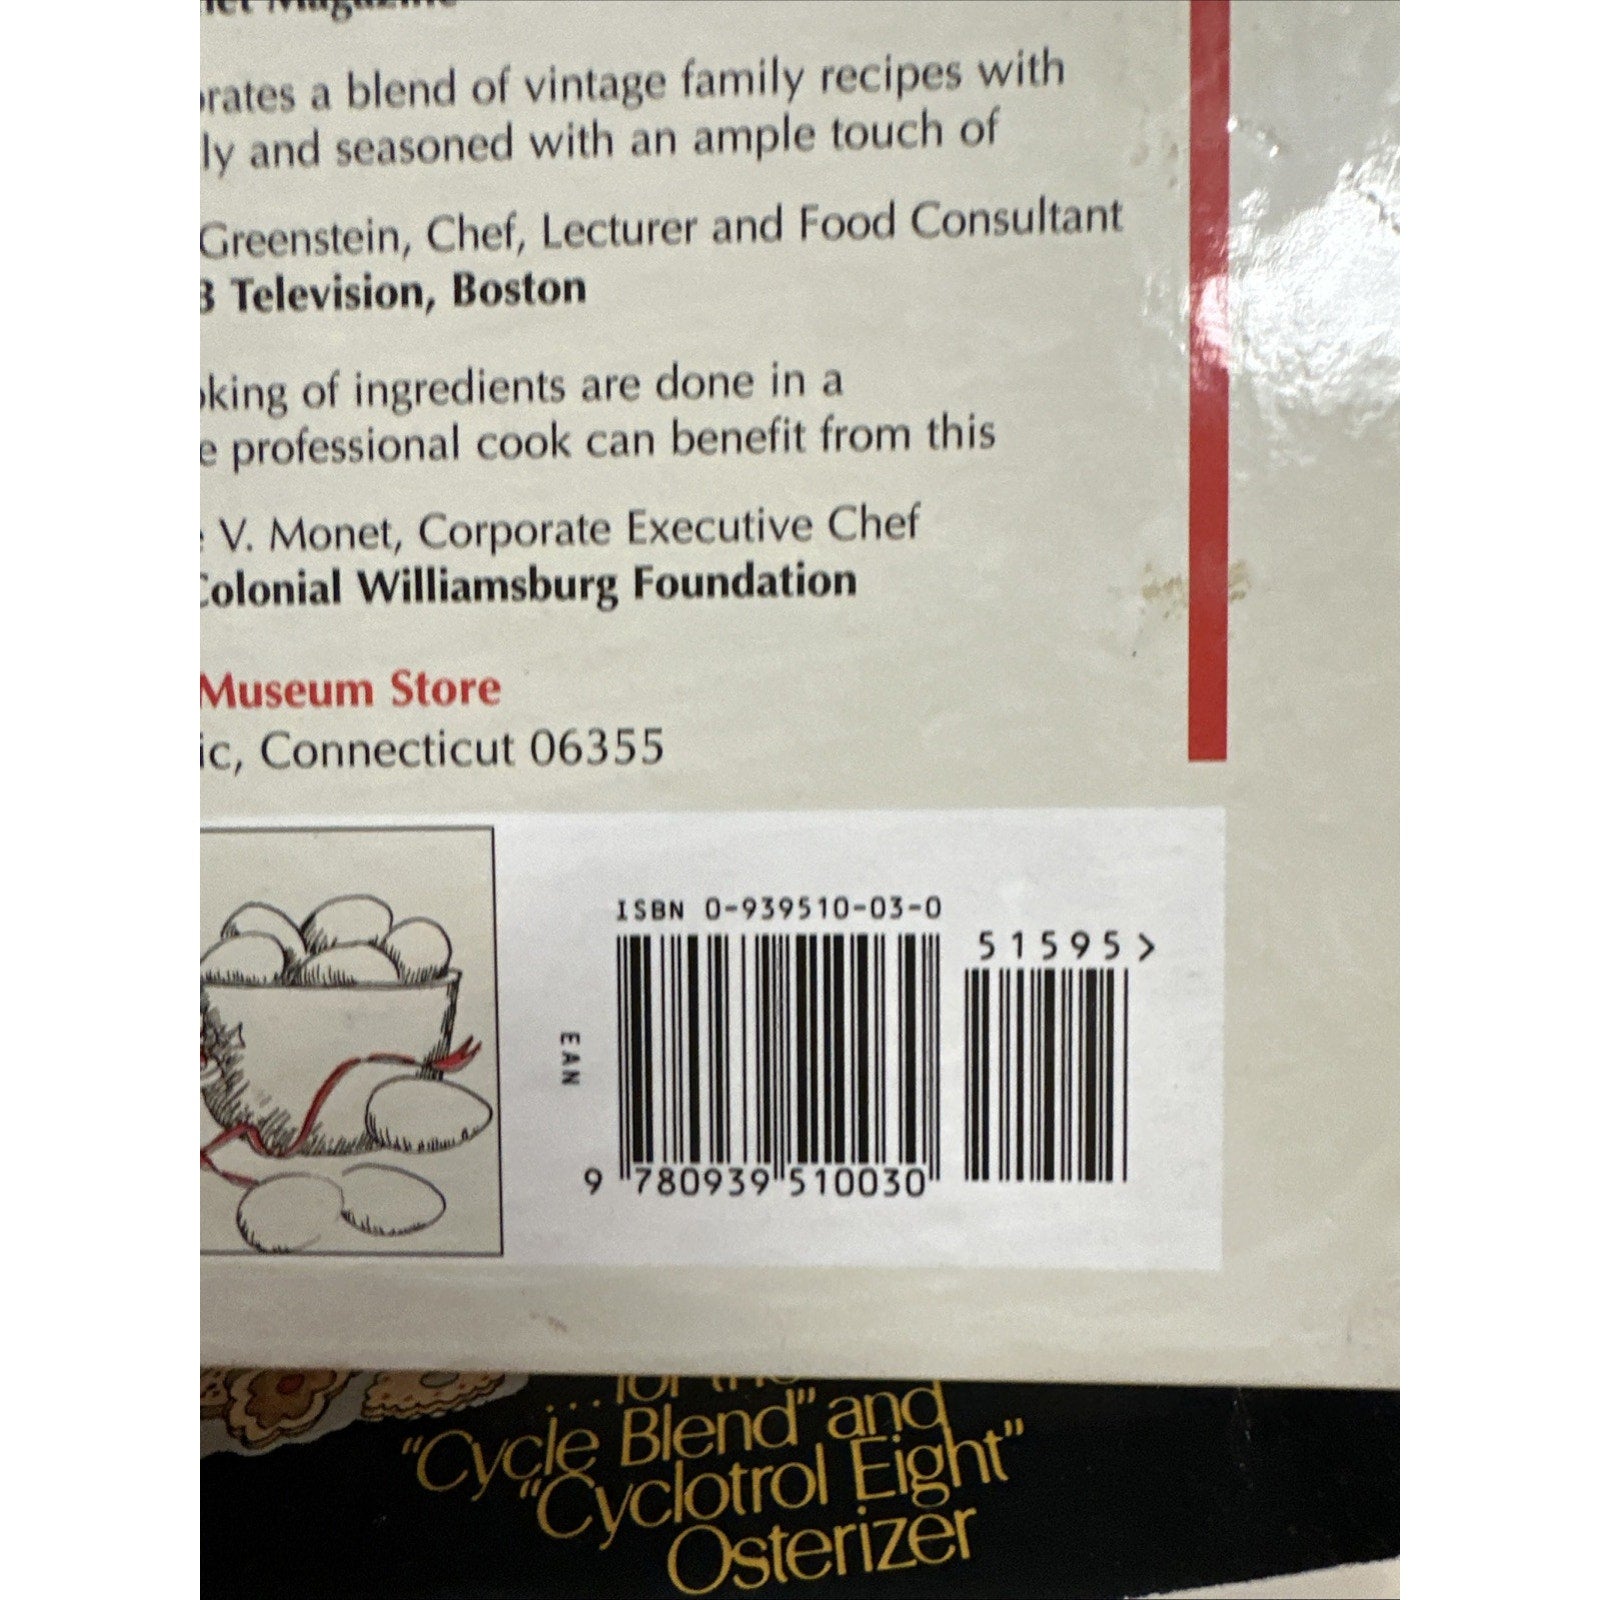 Magazine
a blend of vintage family recipes with
ly and seasoned with an ample touch of
Greenstein, Chef, Lecturer and Food Consultant
Television, Boston
king of ingredients are done in a
e professional cook can benefit from this
V. Monet, Corporate Executive Chef
Colonial Williamsburg Foundation
Museum Store
ic, Connecticut 06355
ISBN 0-939510-03-0
51595>
EAN
9 780939 510030
"Cycle Blend" and
"Cyclotrol Eight"
Osterizer